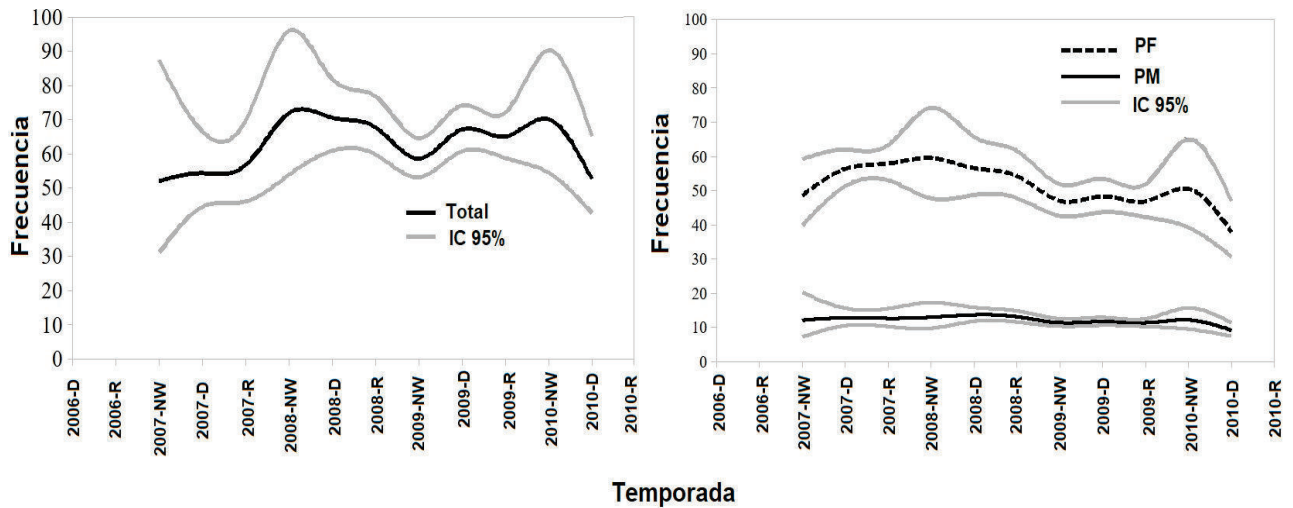 100
90
80
70
60
50
40
30
20
10
0
Frecuencia
Total
IC 95%
2006-D
2006-R
2007-NW
2007-D
2007-R
2008-NW
2008-D
2008-R
2009-NW
2009-D
2009-R
2010-NW
2010-D
2010-R
100
90
80
70
60
50
40
30
20
10
0
Frecuencia
PF
PM
IC 95%
2006-D
2006-R
2007-NW
2007-D
2007-R
2008-NW
2008-D
2008-R
2009-NW
2009-D
2009-R
2010-NW
2010-D
2010-R
Temporada